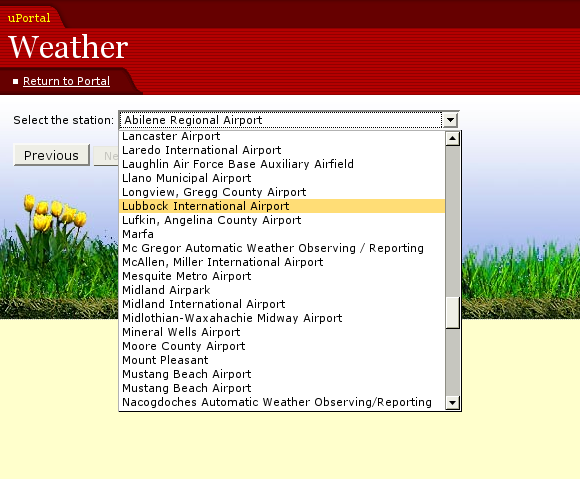 uPortal
Weather
Return to Portal
Select the station: Abilene Regional Airport
Lancaster Airport
Laredo International Airport
Laughlin Air Force Base Auxiliary Airfield
Llano Municipal Airport
Longview, Gregg County Airport
Lubbock International Airport
Lufkin, Angelina County Airport
Marfa
Mc Gregor Automatic Weather Observing / Reporting
McAllen, Miller International Airport
Mesquite Metro Airport
Midland Airpark
Midland International Airport
Midlothian-Waxahachie Midway Airport
Mineral Wells Airport
Moore County Airport
Mount Pleasant
Mustang Beach Airport
Mustang Beach Airport
Nacogdoches Automatic Weather Observing/Reporting
Previous